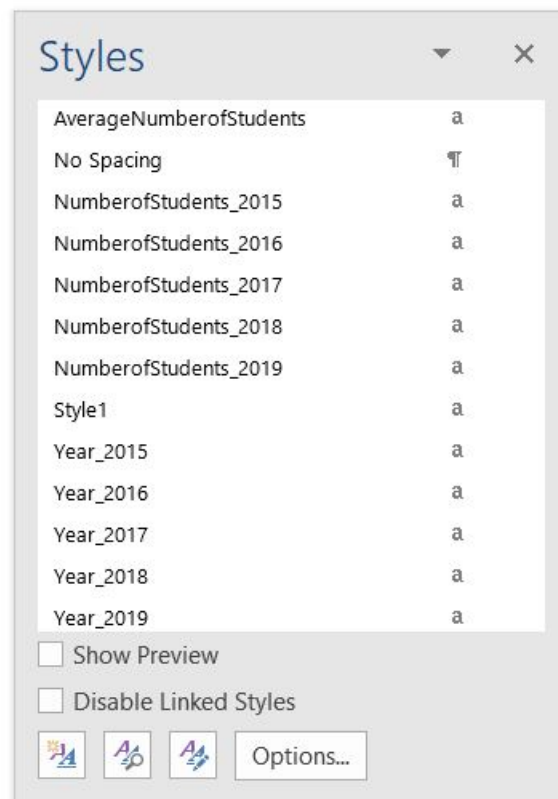 Styles
AverageNumberofStudents a
No Spacing ¶
NumberofStudents_2015 a
NumberofStudents_2016 a
NumberofStudents_2017 a
NumberofStudents_2018 a
NumberofStudents_2019 a
Style1 a
Year_2015 a
Year_2016 a
Year_2017 a
Year_2018 a
Year_2019 a
Show Preview
Disable Linked Styles
Options...